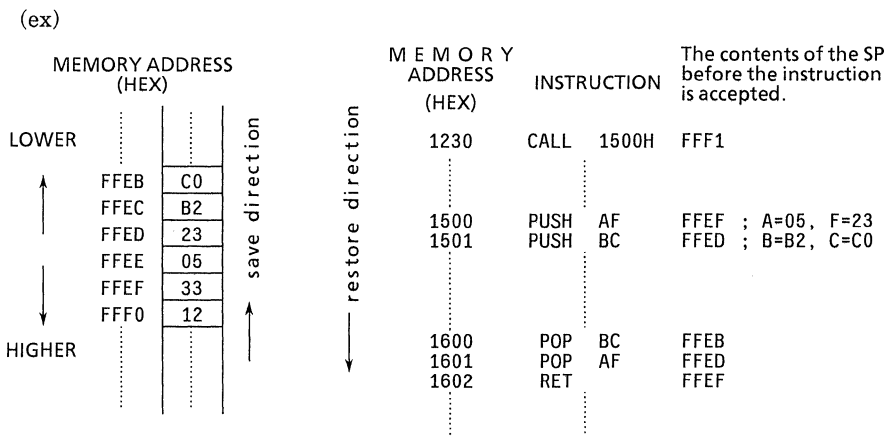 (ex)
MEMORY ADDRESS
(HEX)
LOWER
FFEB C0
FFEC B2
FFED 23
FFEE 05
FFEF 33
FFF0 12
HIGHER
save direction
restore direction
MEMORY
ADDRESS
(HEX)
INSTRUCTION
The contents of the SP
before the instruction
is accepted.
1230 CALL 1500H FFF1
1500 PUSH AF FFEF ; A=05, F=23
1501 PUSH BC FFED ; B=B2, C=C0
1600 POP BC FFEB
1601 POP AF FFED
1602 RET FFEF